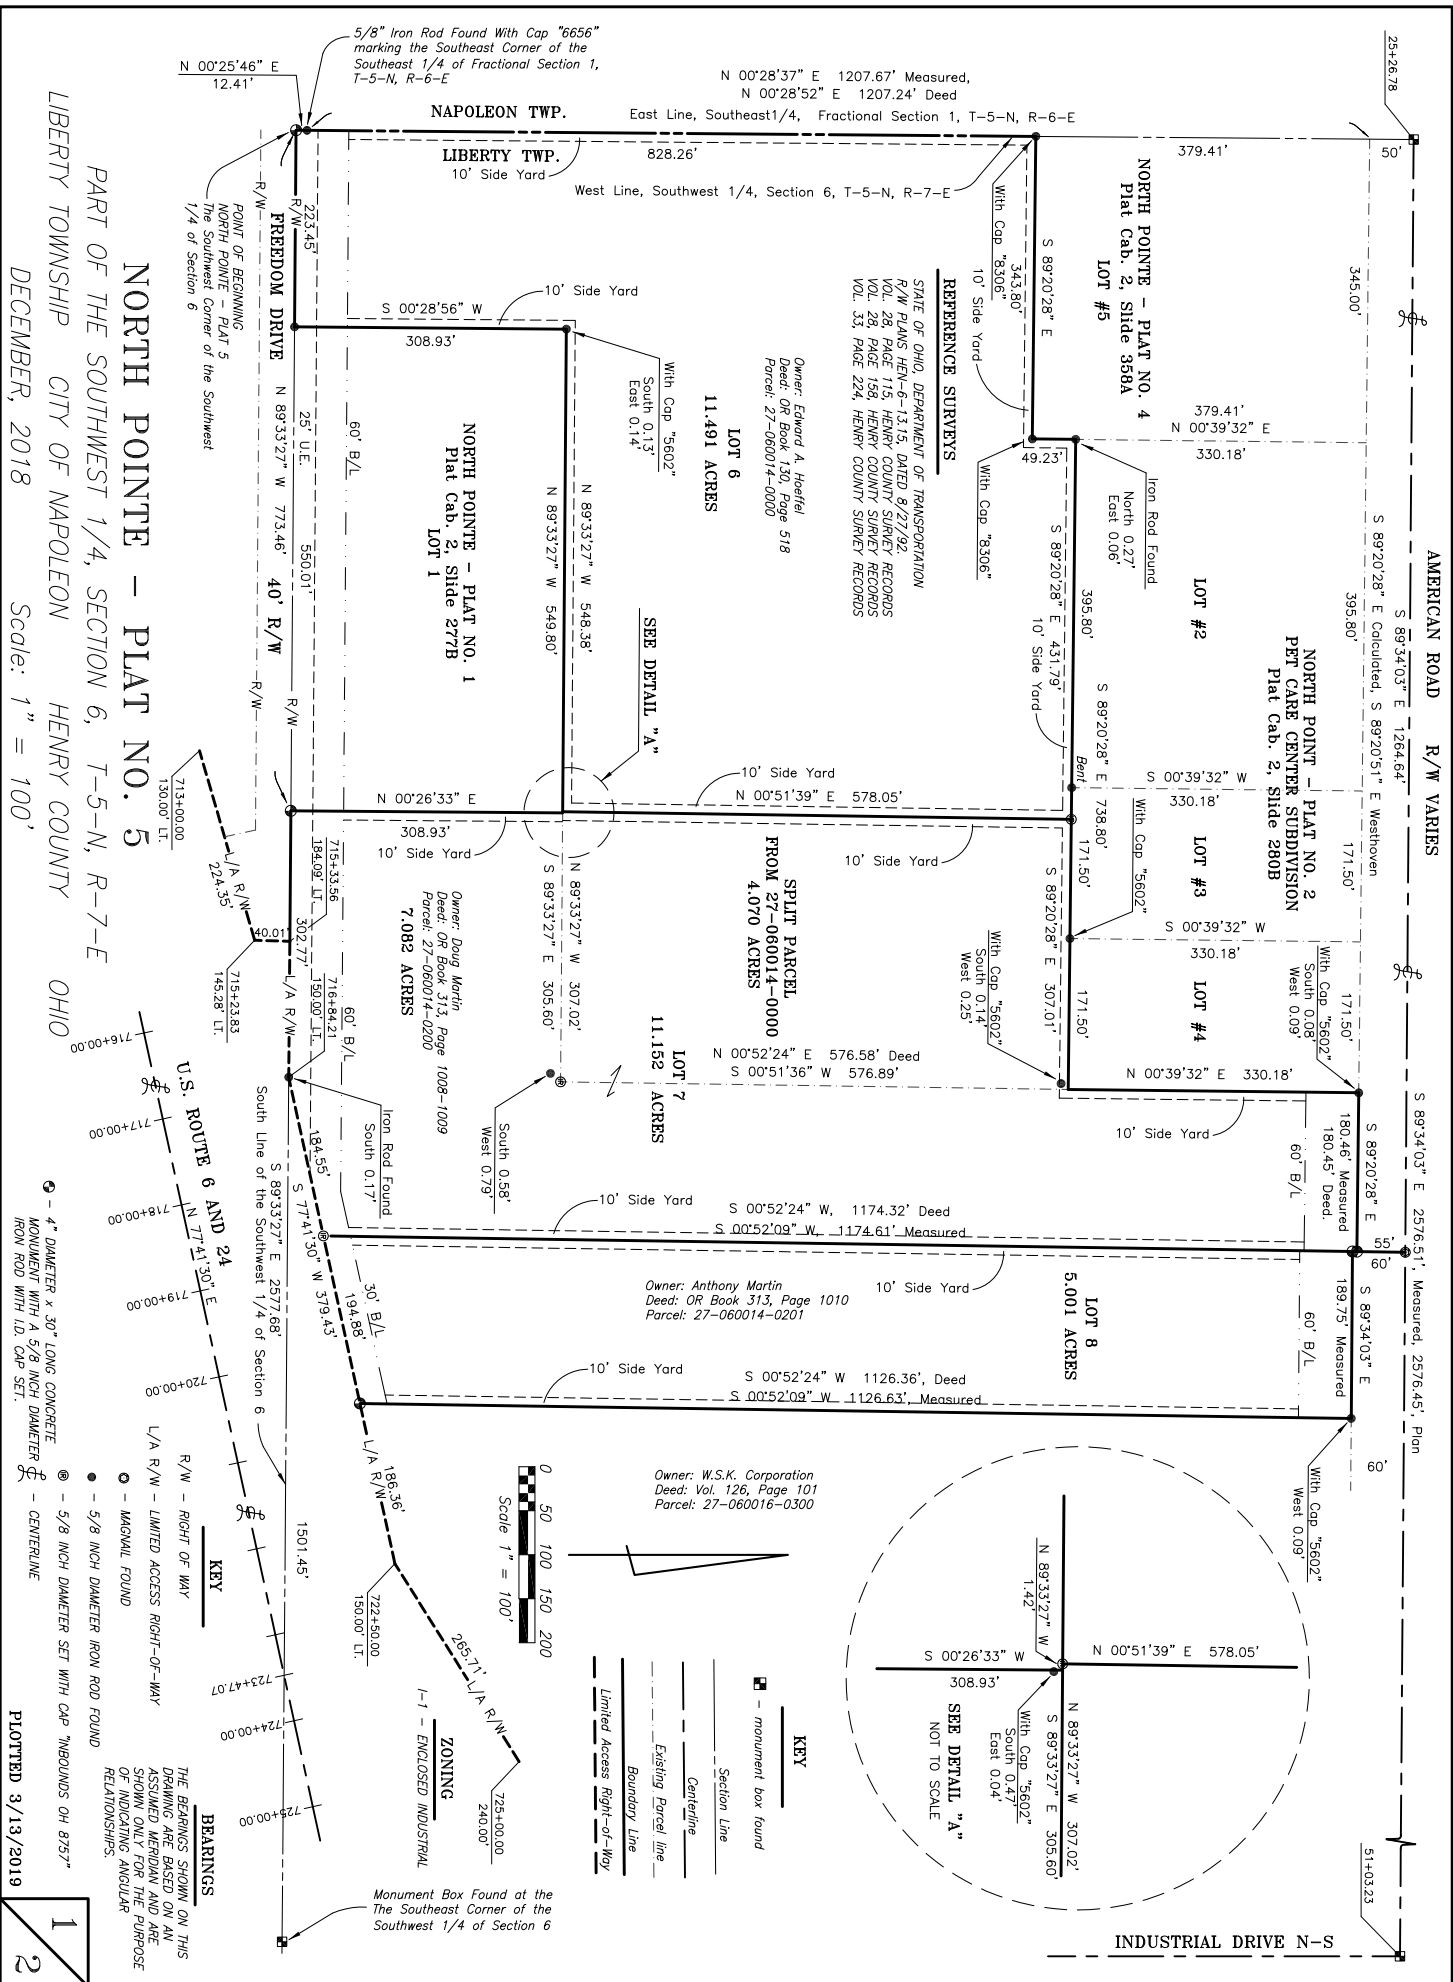 NORTH POINTE - PLAT NO. 5
PART OF THE SOUTHWEST 1/4, SECTION 6, T-5-N, R-7-E
LIBERTY TOWNSHIP CITY OF NAPOLEON HENRY COUNTY OHIO
DECEMBER, 2018 Scale: 1" = 100'
25+26.78
50'
AMERICAN ROAD R/W VARIES
S 89°34'03" E 1264.64'
S 89°20'28" E Calculated, S 89°20'51" E Westhoven
S 89°34'03" E 2576.51', Measured, 2576.45', Plan
51+03.23
INDUSTRIAL DRIVE N-S
345.00'
395.80'
171.50'
171.50'
379.41'
NORTH POINTE - PLAT NO. 4
Plat Cab. 2, Slide 358A
LOT #5
379.41'
N 00°39'32" E
330.18'
LOT #2
NORTH POINT - PLAT NO. 2
PET CARE CENTER SUBDIVISION
Plat Cab. 2, Slide 280B
S 00°39'32" W
330.18'
LOT #3
S 00°39'32" W
330.18'
LOT #4
With Cap "5602"
South 0.08'
West 0.09'
N 00°39'32" E 330.18'
S 89°20'28" E
180.46' Measured
180.45' Deed.
60' B/L
10' Side Yard
55'
60'
S 89°34'03" E
189.75' Measured
60' B/L
60'
With Cap "5602"
West 0.09'
5/8" Iron Rod Found With Cap "6656"
marking the Southeast Corner of the
Southeast 1/4 of Fractional Section 1,
T-5-N, R-6-E
N 00°25'46" E
12.41'
N 00°28'37" E 1207.67' Measured,
N 00°28'52" E 1207.24' Deed
NAPOLEON TWP.
East Line, Southeast1/4, Fractional Section 1, T-5-N, R-6-E
LIBERTY TWP.
828.26'
10' Side Yard
West Line, Southwest 1/4, Section 6, T-5-N, R-7-E
S 89°20'28" E
343.80'
With Cap "8306"
10' Side Yard
49.23'
With Cap "8306"
Iron Rod Found
North 0.27'
East 0.06'
395.80'
S 89°20'28" E 431.79'
10' Side Yard
S 89°20'28" E 738.80'
Bent
171.50'
With Cap "5602"
171.50'
S 89°20'28" E 307.01'
With Cap "5602"
South 0.14'
West 0.25'
REFERENCE SURVEYS
STATE OF OHIO, DEPARTMENT OF TRANSPORTATION
R/W PLANS HEN-6-13.15, DATED 8/27/92.
VOL. 28, PAGE 115, HENRY COUNTY SURVEY RECORDS
VOL. 28, PAGE 158, HENRY COUNTY SURVEY RECORDS
VOL. 33, PAGE 224, HENRY COUNTY SURVEY RECORDS
Owner: Edward A. Hoeffel
Deed: OR Book 130, Page 518
Parcel: 27-060014-0000
LOT 6
11.491 ACRES
SEE DETAIL "A"
10' Side Yard
S 00°28'56" W
308.93'
With Cap "5602"
South 0.13'
East 0.14'
N 89°33'27" W 548.38'
N 89°33'27" W 549.80'
NORTH POINTE - PLAT NO. 1
Plat Cab. 2, Slide 277B
LOT 1
10' Side Yard
N 00°51'39" E 578.05'
10' Side Yard
N 00°26'33" E
308.93'
10' Side Yard
SPLIT PARCEL
FROM 27-060014-0000
4.070 ACRES
N 89°33'27" W 307.02'
S 89°33'27" E 305.60'
LOT 7
11.152 ACRES
N 00°52'24" E 576.58' Deed
S 00°51'36" W 576.89'
South 0.58'
West 0.79'
Owner: Doug Martin
Deed: OR Book 313, Page 1008-1009
Parcel: 27-060014-0200
7.082 ACRES
10' Side Yard
S 00°52'24" W, 1174.32' Deed
S 00°52'09" W, 1174.61' Measured
10' Side Yard
Owner: Anthony Martin
Deed: OR Book 313, Page 1010
Parcel: 27-060014-0201
LOT 8
5.001 ACRES
10' Side Yard
S 00°52'24" W 1126.36', Deed
S 00°52'09" W 1126.63', Measured
Owner: W.S.K. Corporation
Deed: Vol. 126, Page 101
Parcel: 27-060016-0300
60' B/L
25' U.E.
223.45'
550.01'
R/W
R/W
FREEDOM DRIVE N 89°33'27" W 773.46' 40' R/W
R/W
R/W
R/W
POINT OF BEGINNING
NORTH POINTE - PLAT 5
The Southwest Corner of the Southwest
1/4 of Section 6
713+00.00
130.00' LT.
L/A R/W
224.35'
40.01'
715+23.83
145.28' LT.
715+33.56
184.09' LT.
302.77'
L/A R/W
716+84.21
150.00' LT.
60' B/L
Iron Rod Found
South 0.17'
184.55'
S 77°41'30" W 379.43'
194.88'
30' B/L
186.36'
L/A R/W
722+50.00
150.00' LT.
265.71'
L/A R/W
725+00.00
240.00'
U.S. ROUTE 6 AND 24
N 77°41'30" E
716+00.00
717+00.00
718+00.00
719+00.00
720+00.00
723+47.07
724+00.00
725+00.00
S 89°33'27" E 2577.68'
South LIne of the Southwest 1/4 of Section 6
1501.45'
Monument Box Found at the
The Southeast Corner of the
Southwest 1/4 of Section 6
0 50 100 150 200
Scale 1" = 100'
N 89°33'27" W
1.42'
N 00°51'39" E 578.05'
S 00°26'33" W
308.93'
N 89°33'27" W 307.02'
S 89°33'27" E 305.60'
With Cap "5602"
South 0.47'
East 0.04'
SEE DETAIL "A"
NOT TO SCALE
KEY
- monument box found
Section Line
Centerline
Existing Parcel line
Boundary Line
Limited Access Right-of-Way
ZONING
I-1 - ENCLOSED INDUSTRIAL
KEY
R/W - RIGHT OF WAY
L/A R/W - LIMITED ACCESS RIGHT-OF-WAY
- MAGNAIL FOUND
- 5/8 INCH DIAMETER IRON ROD FOUND
- 5/8 INCH DIAMETER SET WITH CAP "INBOUNDS OH 8757"
- CENTERLINE
- 4" DIAMETER x 30" LONG CONCRETE
MONUMENT WITH A 5/8 INCH DIAMETER
IRON ROD WITH I.D. CAP SET.
BEARINGS
THE BEARINGS SHOWN ON THIS
DRAWING ARE BASED ON AN
ASSUMED MERIDIAN AND ARE
SHOWN ONLY FOR THE PURPOSE
OF INDICATING ANGULAR
RELATIONSHIPS.
PLOTTED 3/13/2019
1
2